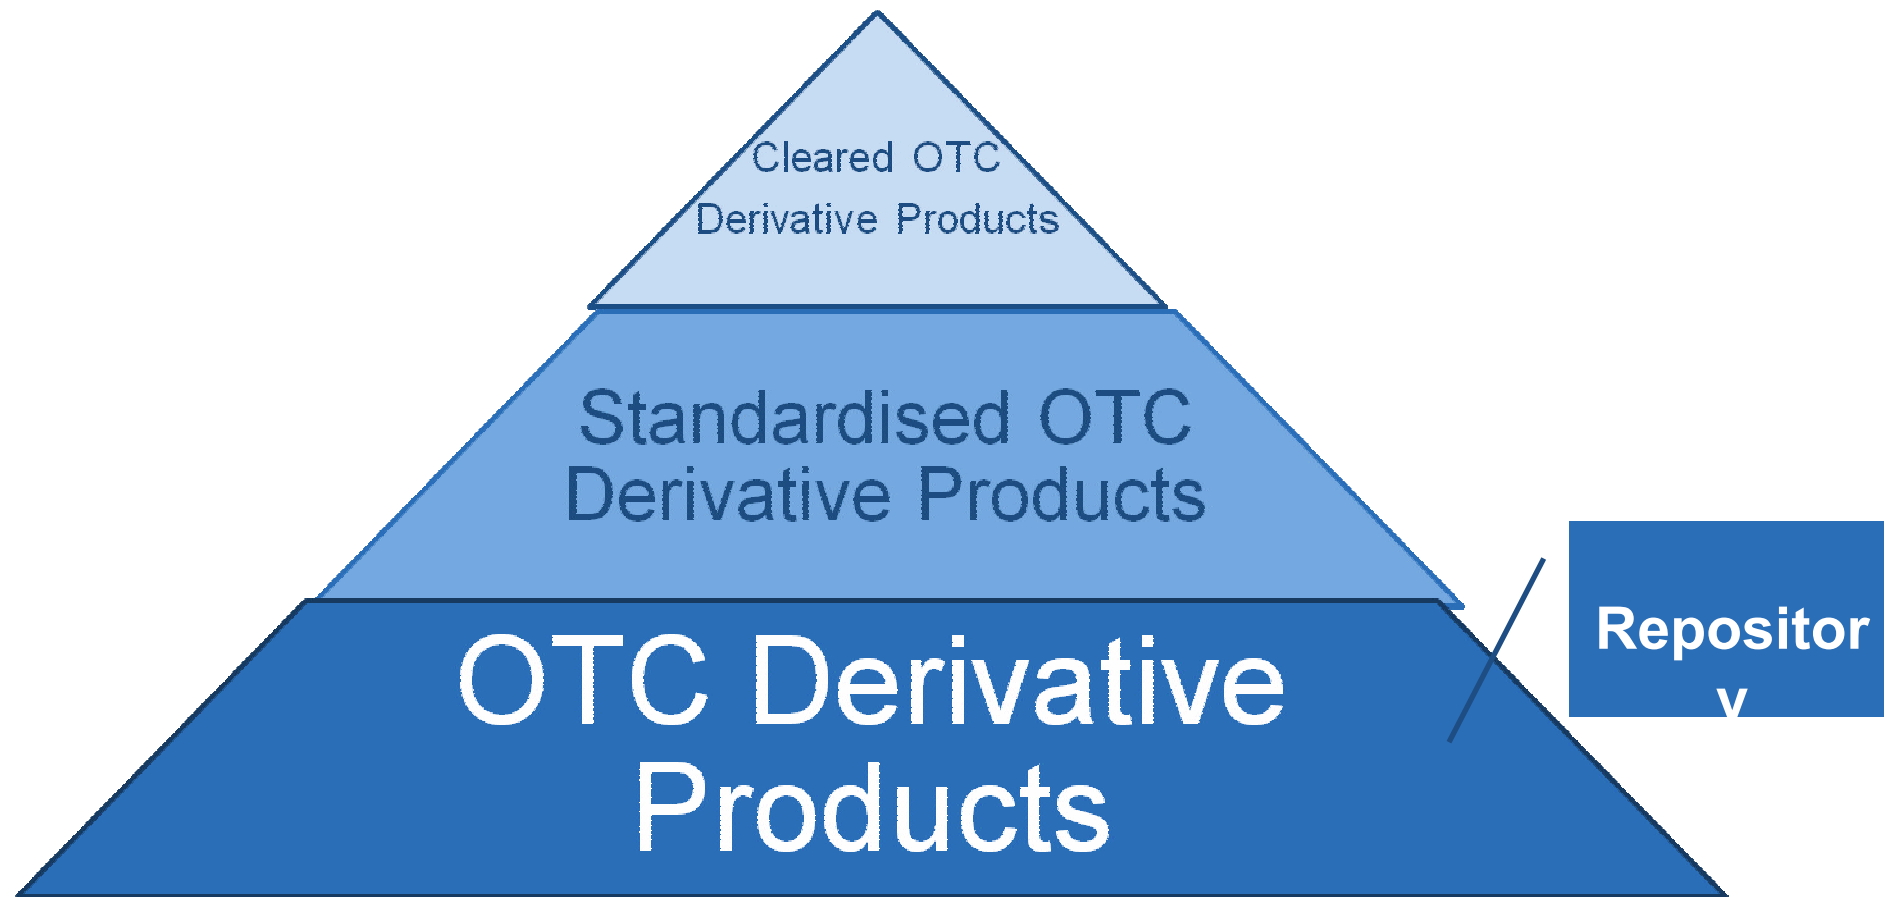 Cleared OTC
Derivative Products
Standardised OTC
Derivative Products
OTC Derivative
Products
Repositor
y